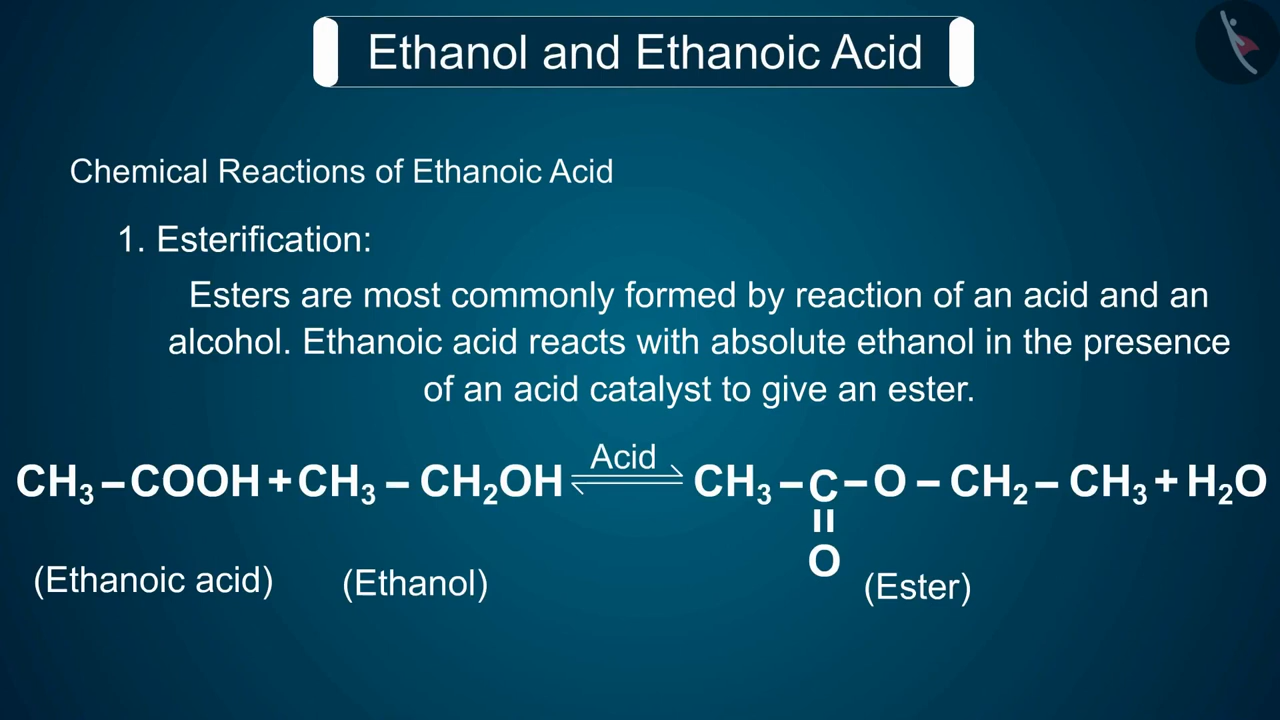 Ethanol and Ethanoic Acid
Chemical Reactions of Ethanoic Acid
1. Esterification:
Esters are most commonly formed by reaction of an acid and an
alcohol. Ethanoic acid reacts with absolute ethanol in the presence
of an acid catalyst to give an ester.
Acid
CH₃ – COOH + CH₃ – CH₂OH ⇌ CH₃ – C – O – CH₂ – CH₃ + H₂O
||
O
(Ethanoic acid) (Ethanol) (Ester)